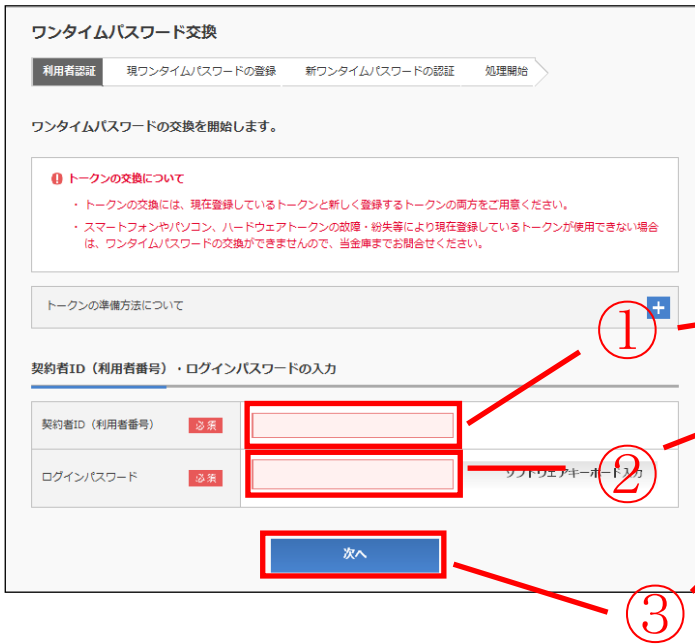 ワンタイムパスワード交換
利用者認証 現ワンタイムパスワードの登録 新ワンタイムパスワードの認証 処理開始
ワンタイムパスワードの交換を開始します。
トークンの交換について
・トークンの交換には、現在登録しているトークンと新しく登録するトークンの両方をご用意ください。
・スマートフォンやパソコン、ハードウェアトークンの故障・紛失等により現在登録しているトークンが使用できない場合
は、ワンタイムパスワードの交換ができませんので、当金庫までお問合せください。
トークンの準備方法について
①
契約者ID（利用者番号）・ログインパスワードの入力
契約者ID（利用者番号） 必須
ログインパスワード 必須 ソフトウェアキーボード入力
②
次へ
③